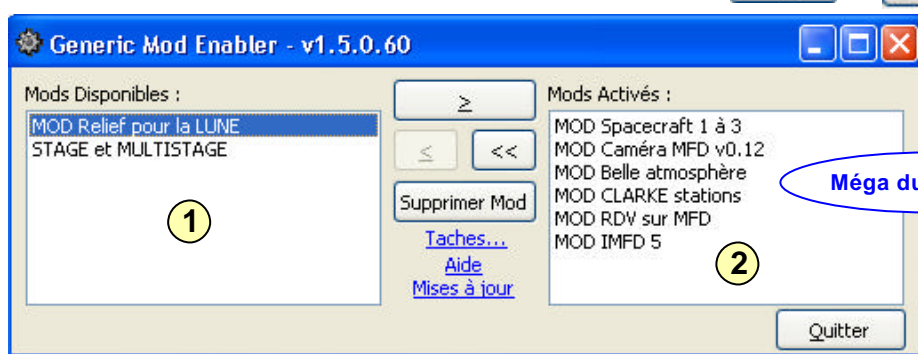 Generic Mod Enabler - v1.5.0.60
Mods Disponibles :
MOD Relief pour la LUNE
STAGE et MULTISTAGE
1
≥
≤ <<
Supprimer Mod
Taches...
Aide
Mises à jour
Mods Activés :
MOD Spacecraft 1 à 3
MOD Caméra MFD v0.12
MOD Belle atmosphère
MOD CLARKE stations
MOD RDV sur MFD
MOD IMFD 5
Méga du
2
Quitter